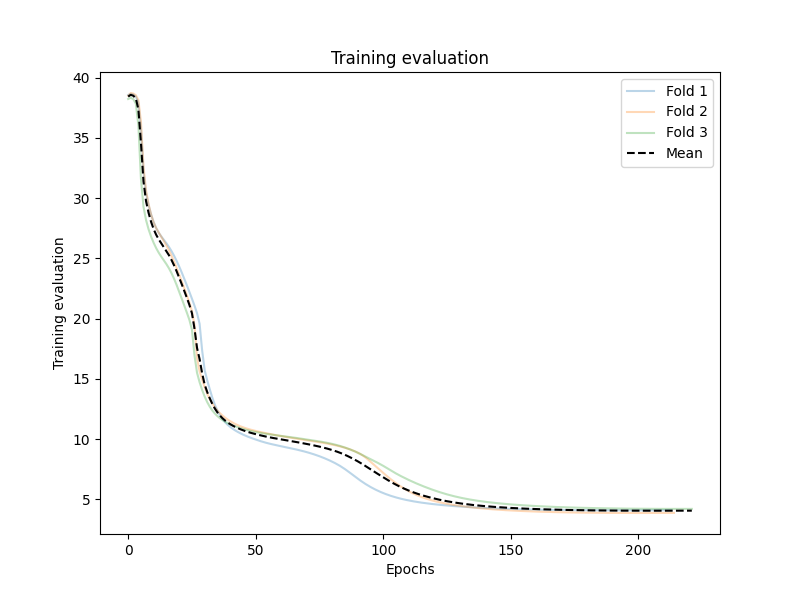 Training evaluation
Fold 1
Fold 2
Fold 3
Mean
Training evaluation
40
35
30
25
20
15
10
5
0 50 100 150 200
Epochs